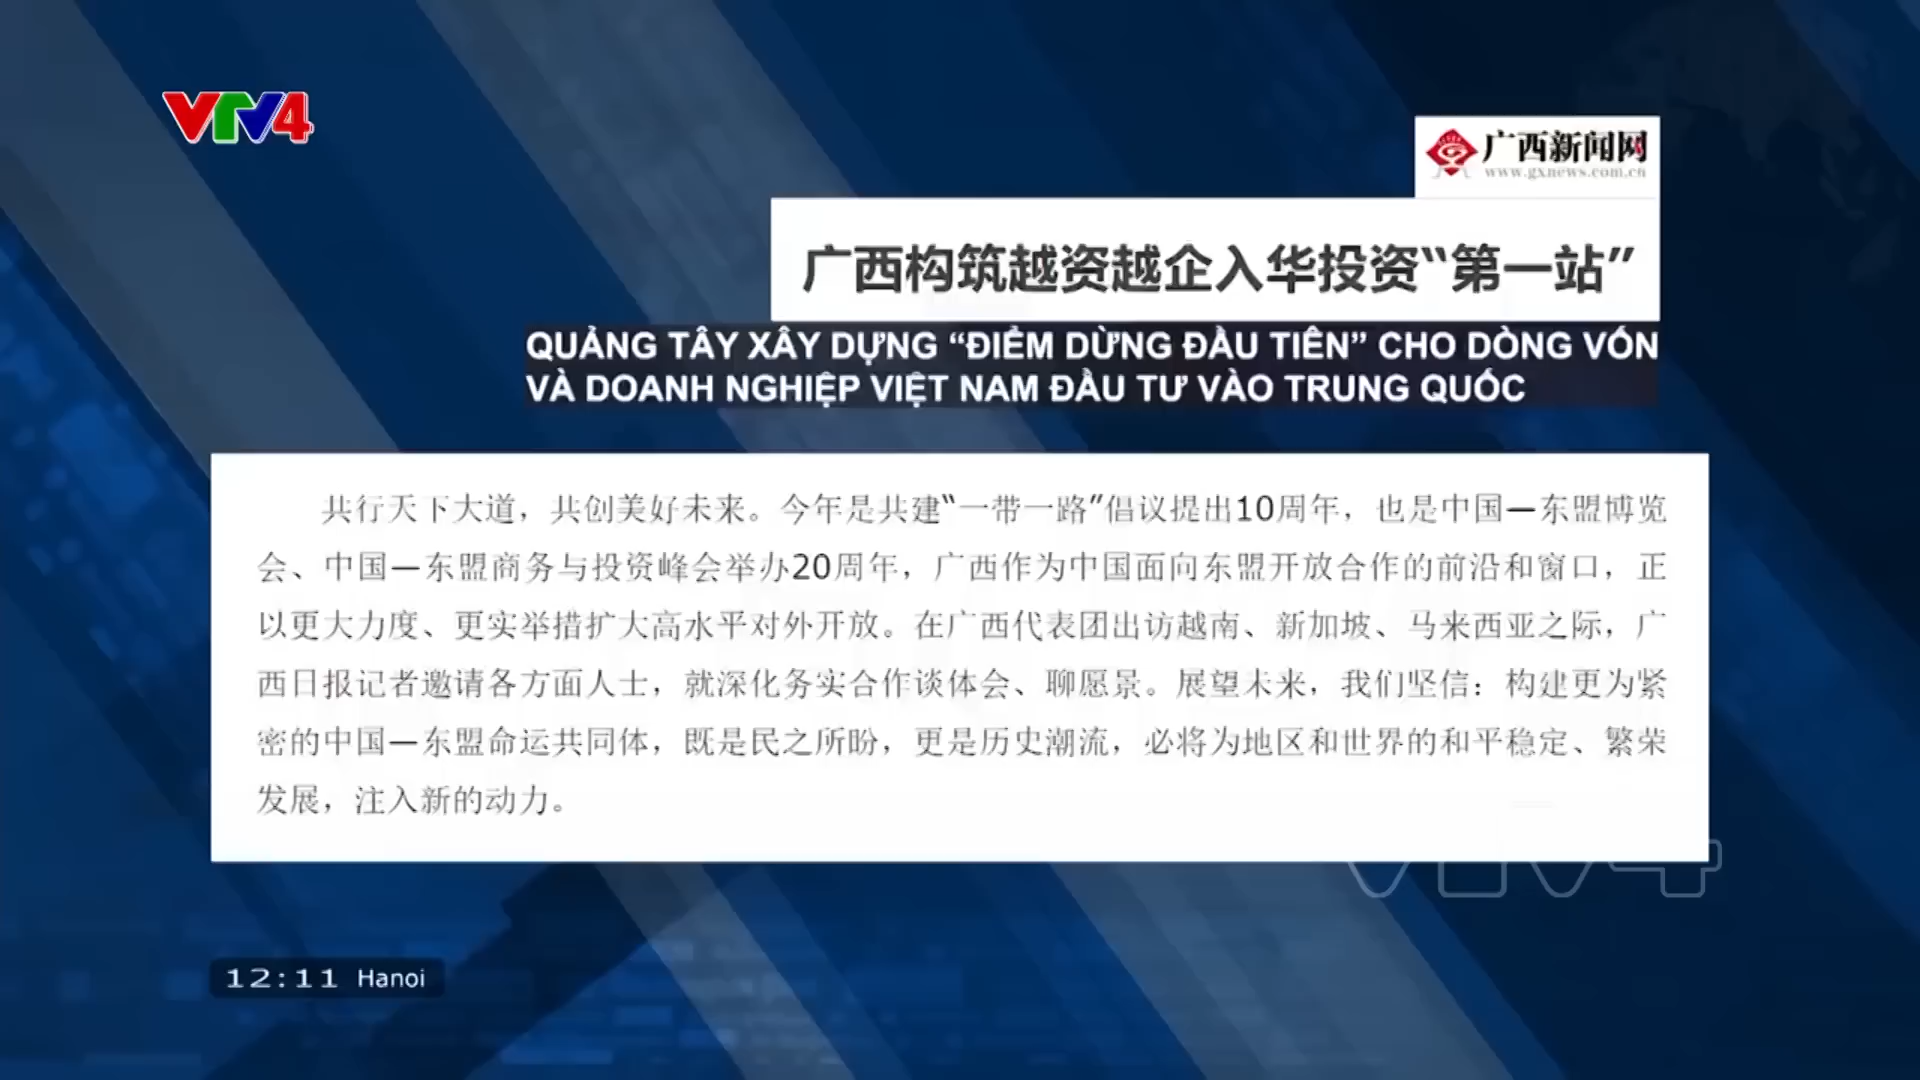 VTV4
广西新闻网
www.gxnews.com.cn
广西构筑越资越企入华投资“第一站”
QUẢNG TÂY XÂY DỰNG “ĐIỂM DỪNG ĐẦU TIÊN” CHO DÒNG VỐN
VÀ DOANH NGHIỆP VIỆT NAM ĐẦU TƯ VÀO TRUNG QUỐC
共行天下大道，共创美好未来。今年是共建“一带一路”倡议提出10周年，也是中国—东盟博览
会、中国—东盟商务与投资峰会举办20周年，广西作为中国面向东盟开放合作的前沿和窗口，正
以更大力度、更实举措扩大高水平对外开放。在广西代表团出访越南、新加坡、马来西亚之际，广
西日报记者邀请各方面人士，就深化务实合作谈体会、聊愿景。展望未来，我们坚信：构建更为紧
密的中国—东盟命运共同体，既是民之所盼，更是历史潮流，必将为地区和世界的和平稳定、繁荣
发展，注入新的动力。
VTV4
12:11 Hanoi